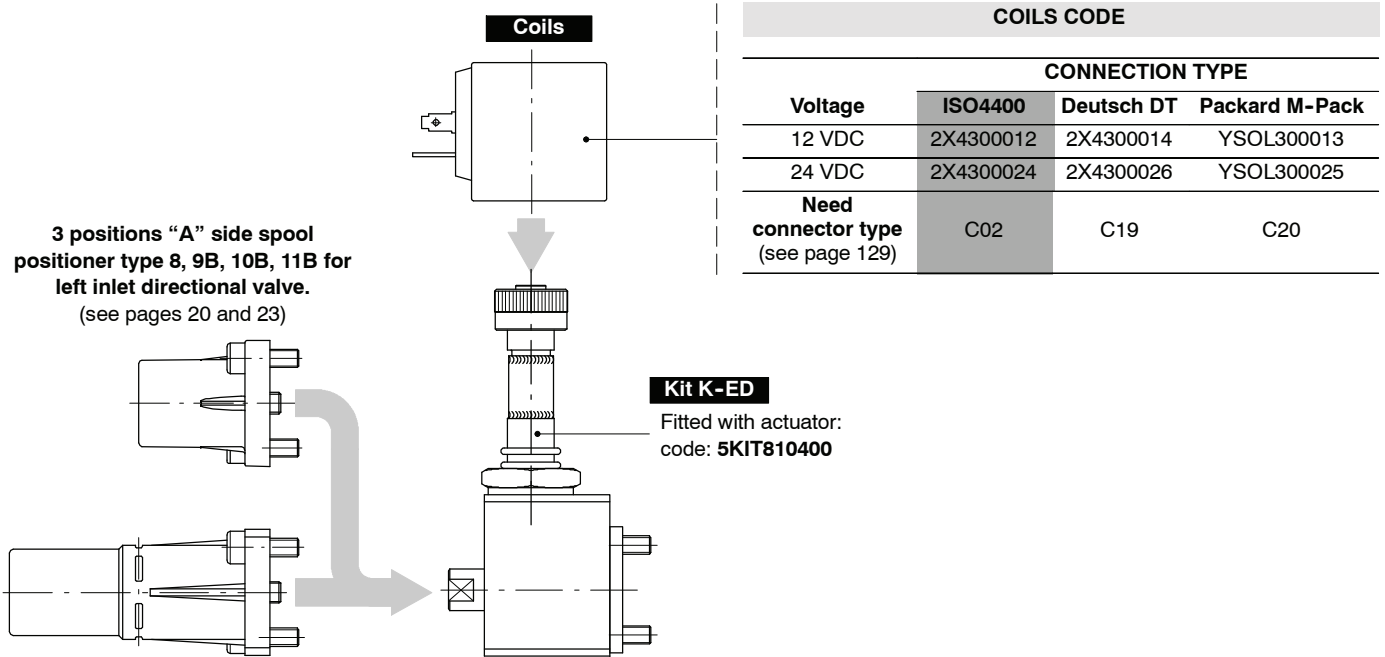 Coils
COILS CODE
CONNECTION TYPE
Voltage ISO4400 Deutsch DT Packard M-Pack
12 VDC 2X4300012 2X4300014 YSOL300013
24 VDC 2X4300024 2X4300026 YSOL300025
Need
connector type
(see page 129)
C02 C19 C20
3 positions “A” side spool
positioner type 8, 9B, 10B, 11B for
left inlet directional valve.
(see pages 20 and 23)
Kit K-ED
Fitted with actuator:
code: 5KIT810400